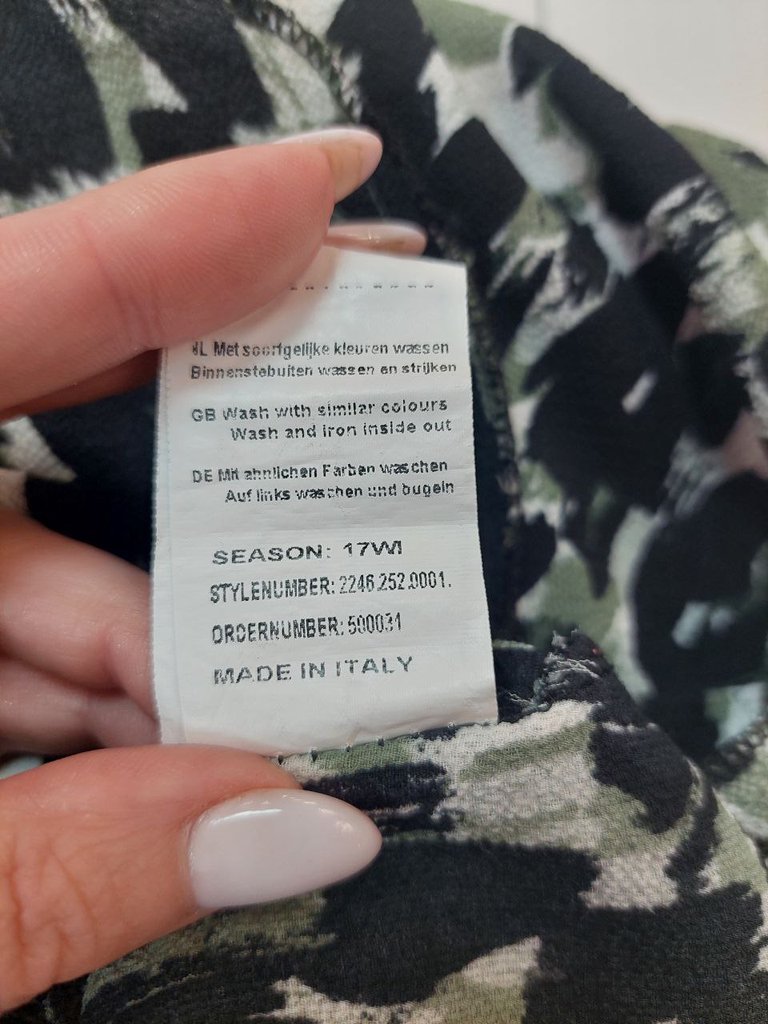 NL Met soortgelijke kleuren wassen
Binnenstebuiten wassen en strijken
GB Wash with similar colours
Wash and iron inside out
DE Mit ahnlichen Farben waschen
Auf links waschen und bugeln
SEASON: 17WI
STYLENUMBER: 2246.252.0001.
ORDERNUMBER: 500031
MADE IN ITALY